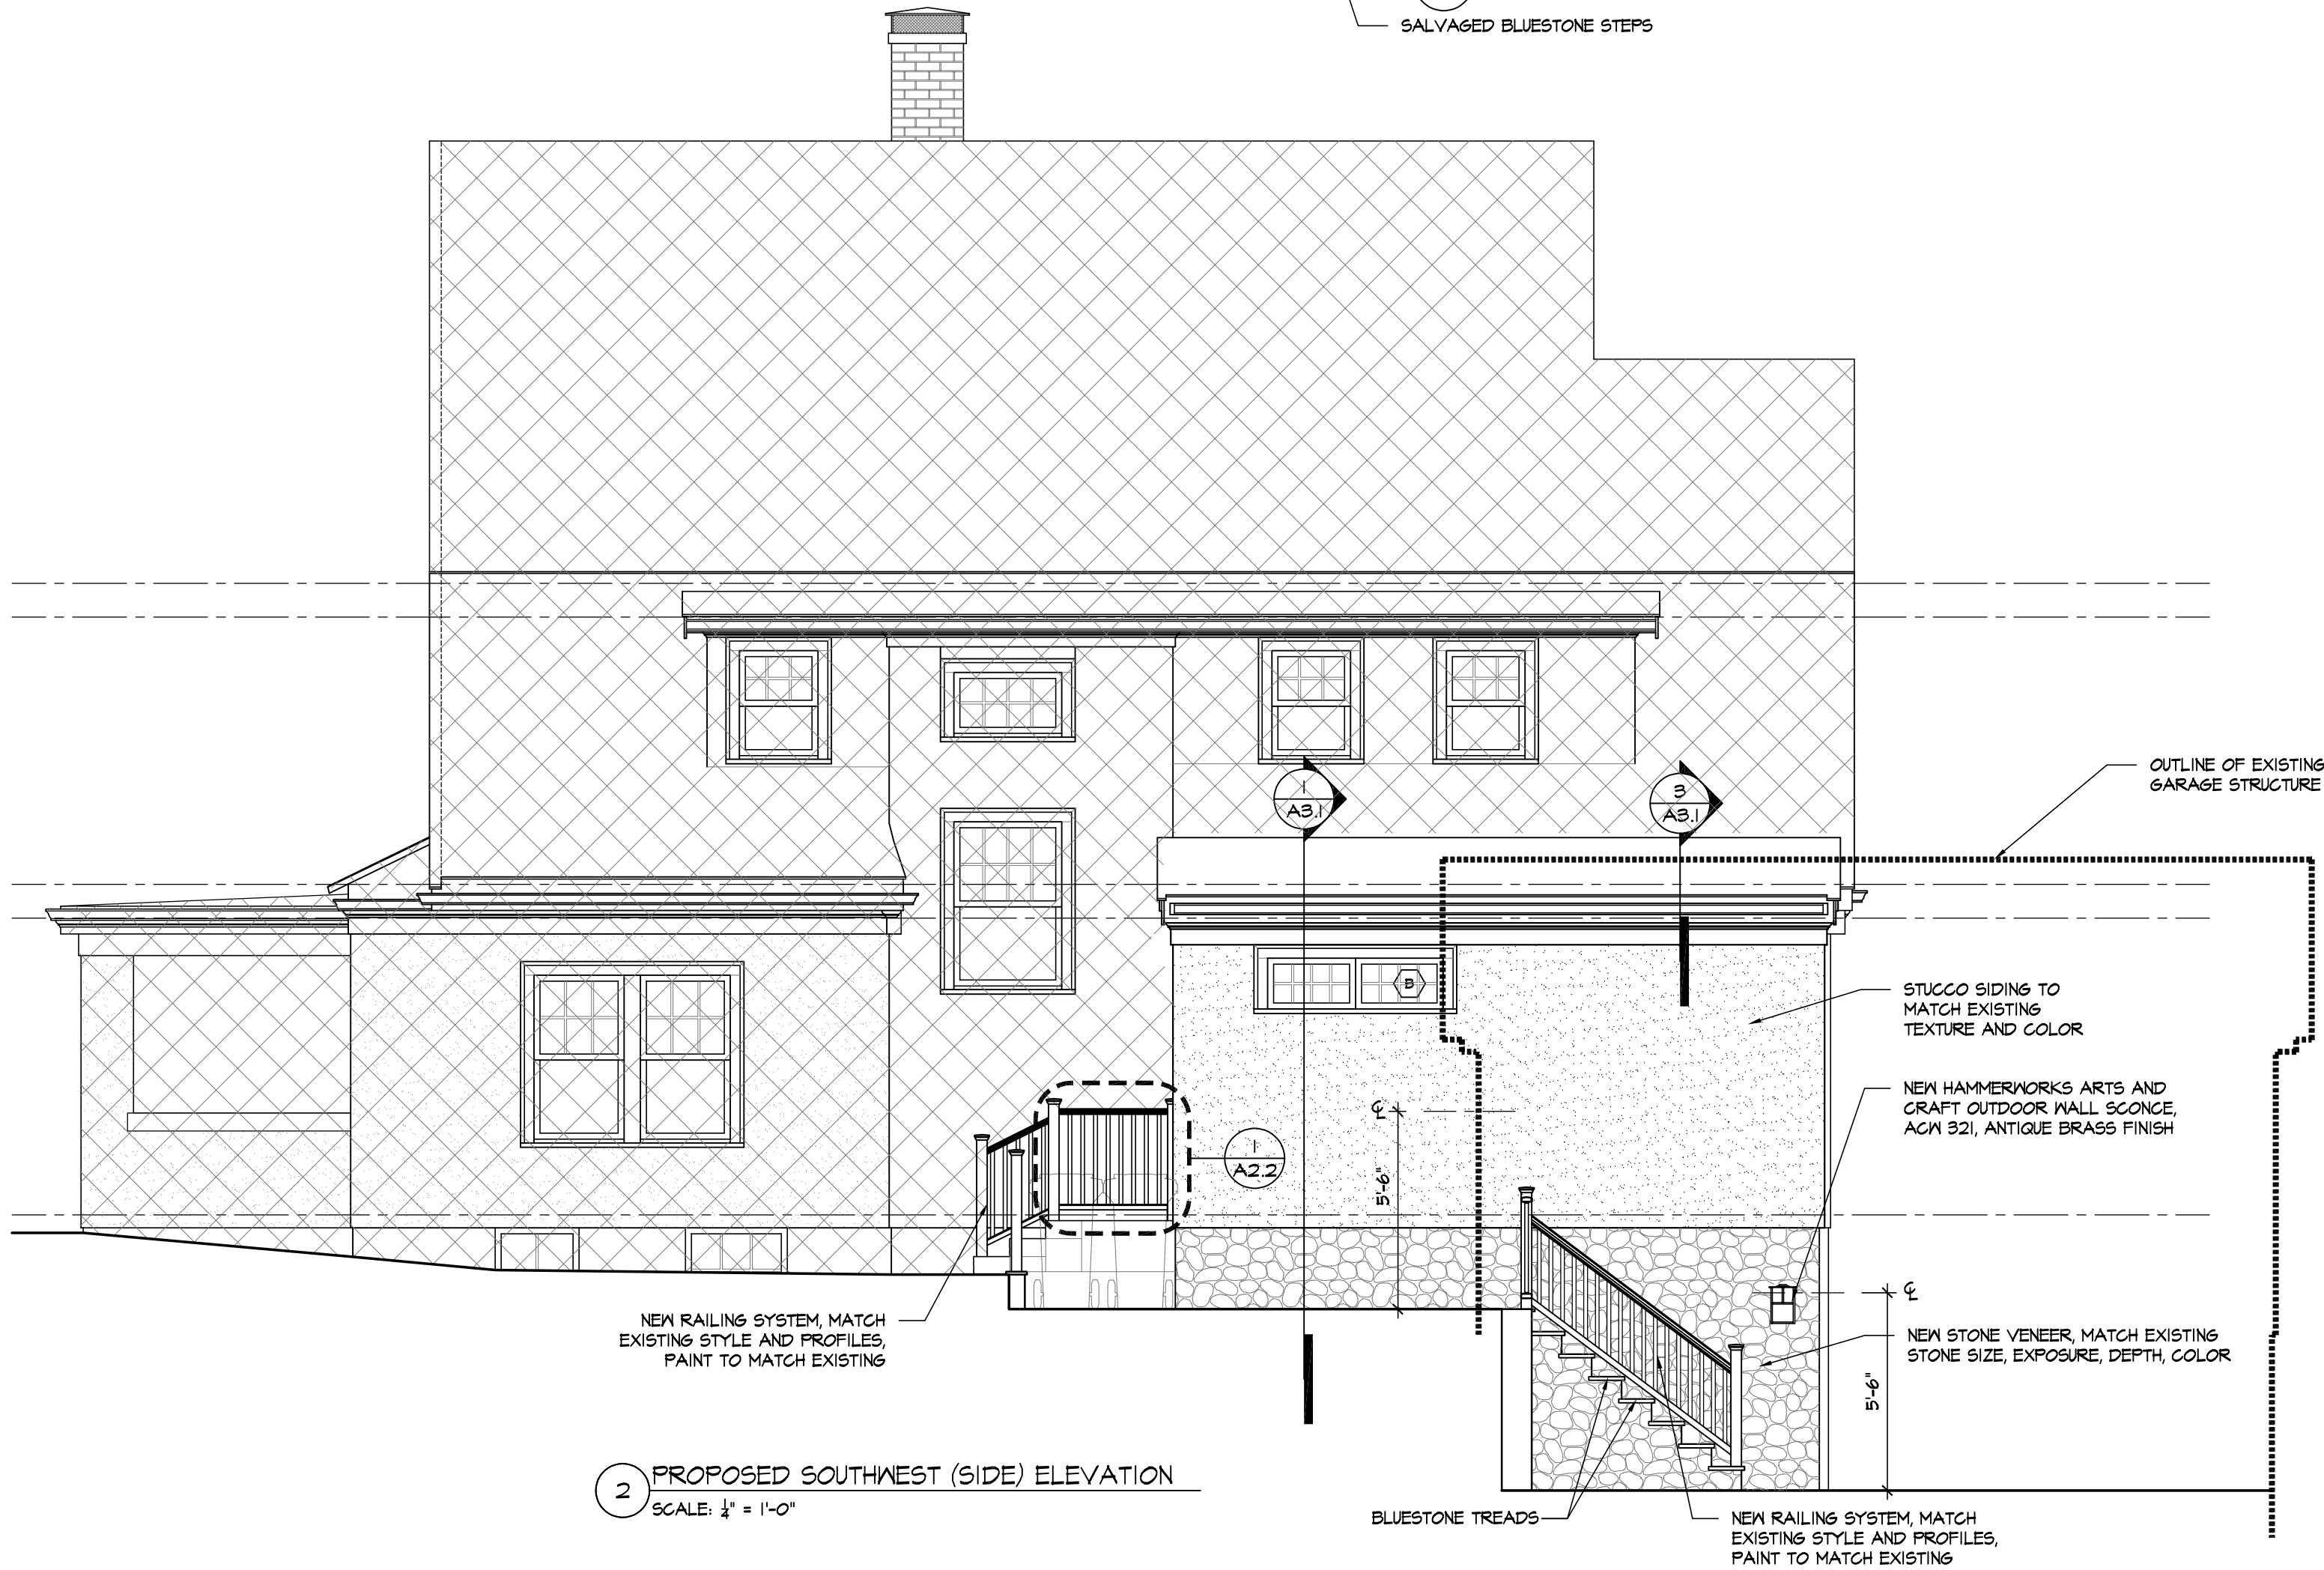 SALVAGED BLUESTONE STEPS
OUTLINE OF EXISTING
GARAGE STRUCTURE
1
A3.1
3
A3.1
STUCCO SIDING TO
MATCH EXISTING
TEXTURE AND COLOR
B
NEW HAMMERWORKS ARTS AND
CRAFT OUTDOOR WALL SCONCE,
ACW 321, ANTIQUE BRASS FINISH
1
A2.2
5'-6"
NEW RAILING SYSTEM, MATCH
EXISTING STYLE AND PROFILES,
PAINT TO MATCH EXISTING
NEW STONE VENEER, MATCH EXISTING
STONE SIZE, EXPOSURE, DEPTH, COLOR
5'-6"
2
PROPOSED SOUTHWEST (SIDE) ELEVATION
SCALE: 1/4" = 1'-0"
BLUESTONE TREADS
NEW RAILING SYSTEM, MATCH
EXISTING STYLE AND PROFILES,
PAINT TO MATCH EXISTING